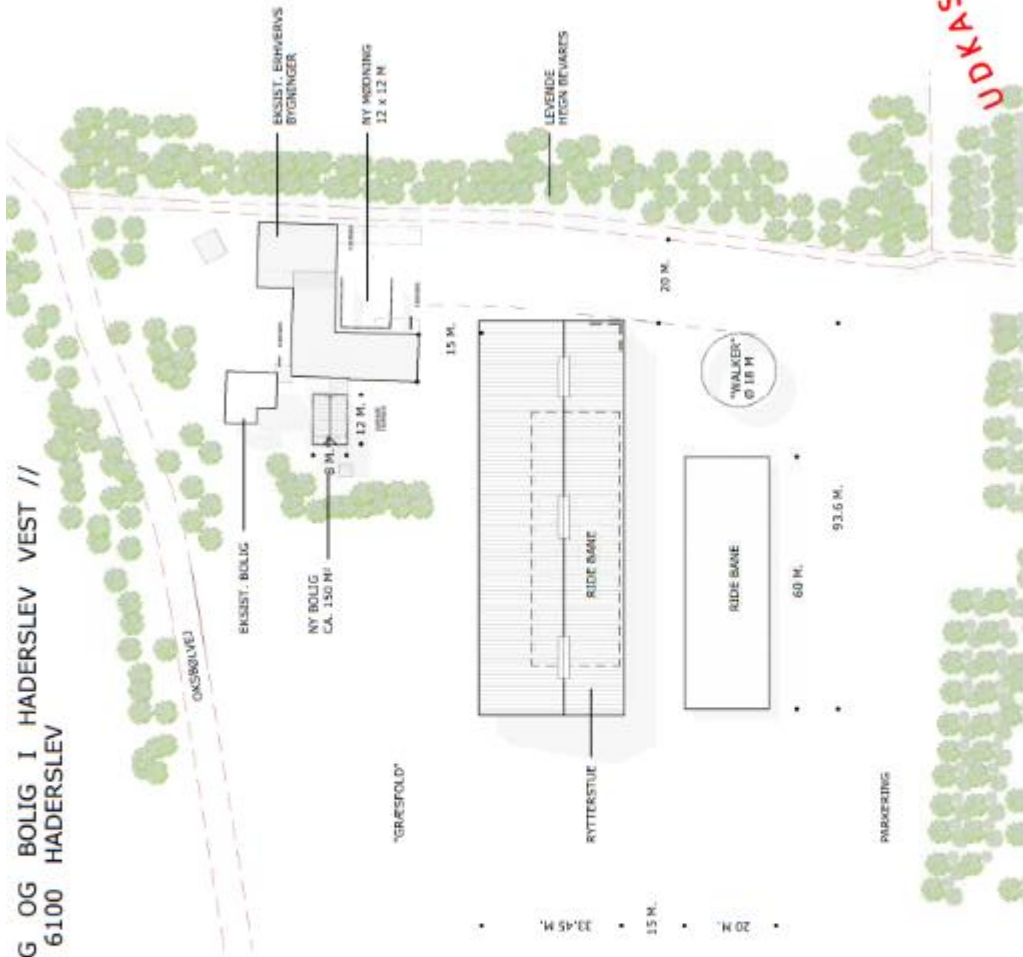 G OG BOLIG I HADERSLEV VEST //
6100 HADERSLEV
UDKAS
OKSBØLVEJ
EKSIST. BOLIG
NY BOLIG
CA. 150 M²
8 M.
12 M.
EKSIST. ERHVERVS
BYGNINGER
NY MØDNING
12 x 12 M
LEVENDE
HEGN BEVARES
"GRÆSFOLD"
15 M.
20 M.
RIDE BANE
RYTTERSTUE
"WALKER"
Ø 18 M
RIDE BANE
60 M.
93.6 M.
PARKERING
33.45 M.
15 M.
20 M.